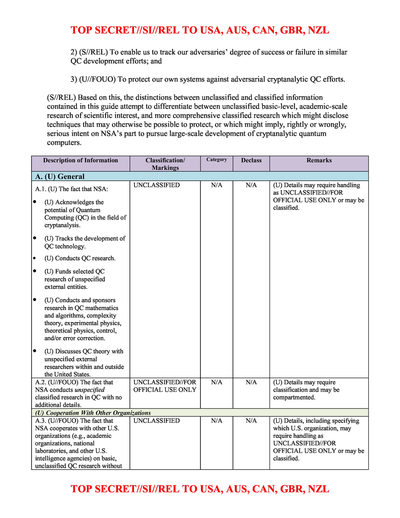 TOP SECRET//SI//REL TO USA, AUS, CAN, GBR, NZL
2) (S//REL) To enable us to track our adversaries' degree of success or failure in similar
QC development efforts; and
3) (U//FOUO) To protect our own systems against adversarial cryptanalytic QC efforts.
(S//REL) Based on this, the distinctions between unclassified and classified information
contained in this guide attempt to differentiate between unclassified basic-level, academic-scale
research of scientific interest, and more comprehensive classified research which might disclose
techniques that may otherwise be possible to protect, or which might imply, rightly or wrongly,
serious intent on NSA's part to pursue large-scale development of cryptanalytic quantum
computers.
Description of Information
Classification/
Markings
Category
Declass
Remarks
A. (U) General
A.1. (U) The fact that NSA:
• (U) Acknowledges the
potential of Quantum
Computing (QC) in the field of
cryptanalysis.
• (U) Tracks the development of
QC technology.
• (U) Conducts QC research.
• (U) Funds selected QC
research of unspecified
external entities.
• (U) Conducts and sponsors
research in QC mathematics
and algorithms, complexity
theory, experimental physics,
theoretical physics, control,
and/or error correction.
• (U) Discusses QC theory with
unspecified external
researchers within and outside
the United States.
UNCLASSIFIED
N/A
N/A
(U) Details may require handling
as UNCLASSIFIED//FOR
OFFICIAL USE ONLY or may be
classified.
A.2. (U//FOUO) The fact that
NSA conducts unspecified
classified research in QC with no
additional details.
UNCLASSIFIED//FOR
OFFICIAL USE ONLY
N/A
N/A
(U) Details may require
classification and may be
compartmented.
(U) Cooperation With Other Organizations
A.3. (U//FOUO) The fact that
NSA cooperates with other U.S.
organizations (e.g., academic
organizations, national
laboratories, and other U.S.
intelligence agencies) on basic,
unclassified QC research without
UNCLASSIFIED
N/A
N/A
(U) Details, including specifying
which U.S. organization, may
require handling as
UNCLASSIFIED//FOR
OFFICIAL USE ONLY or may be
classified.
TOP SECRET//SI//REL TO USA, AUS, CAN, GBR, NZL